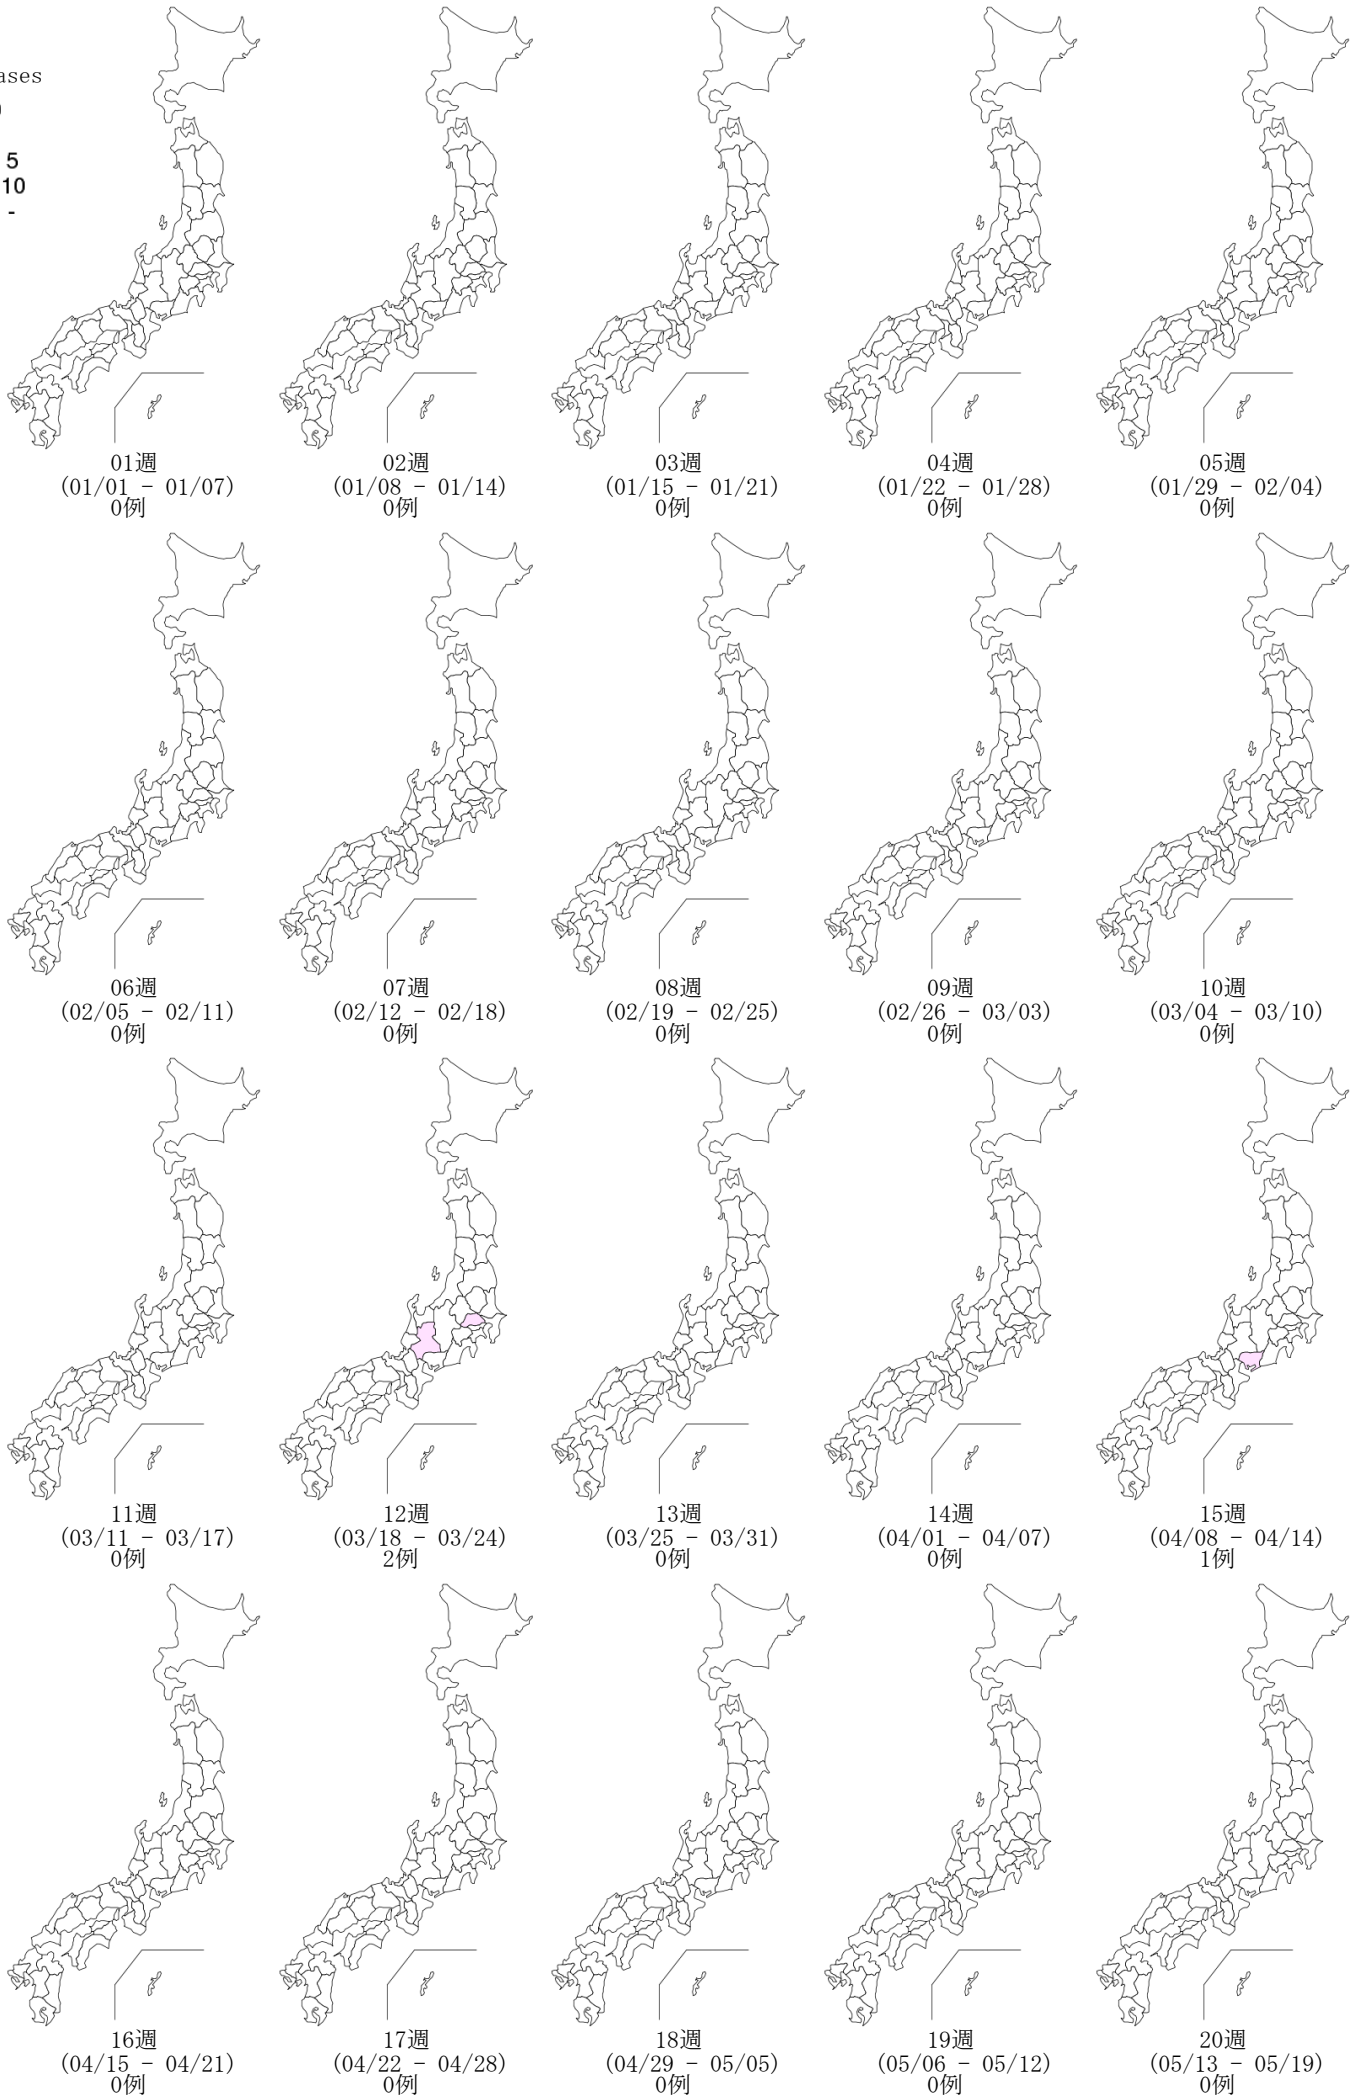 ases
5
10
-
01週
(01/01 - 01/07)
0例
02週
(01/08 - 01/14)
0例
03週
(01/15 - 01/21)
0例
04週
(01/22 - 01/28)
0例
05週
(01/29 - 02/04)
0例
06週
(02/05 - 02/11)
0例
07週
(02/12 - 02/18)
0例
08週
(02/19 - 02/25)
0例
09週
(02/26 - 03/03)
0例
10週
(03/04 - 03/10)
0例
11週
(03/11 - 03/17)
0例
12週
(03/18 - 03/24)
2例
13週
(03/25 - 03/31)
0例
14週
(04/01 - 04/07)
0例
15週
(04/08 - 04/14)
1例
16週
(04/15 - 04/21)
0例
17週
(04/22 - 04/28)
0例
18週
(04/29 - 05/05)
0例
19週
(05/06 - 05/12)
0例
20週
(05/13 - 05/19)
0例